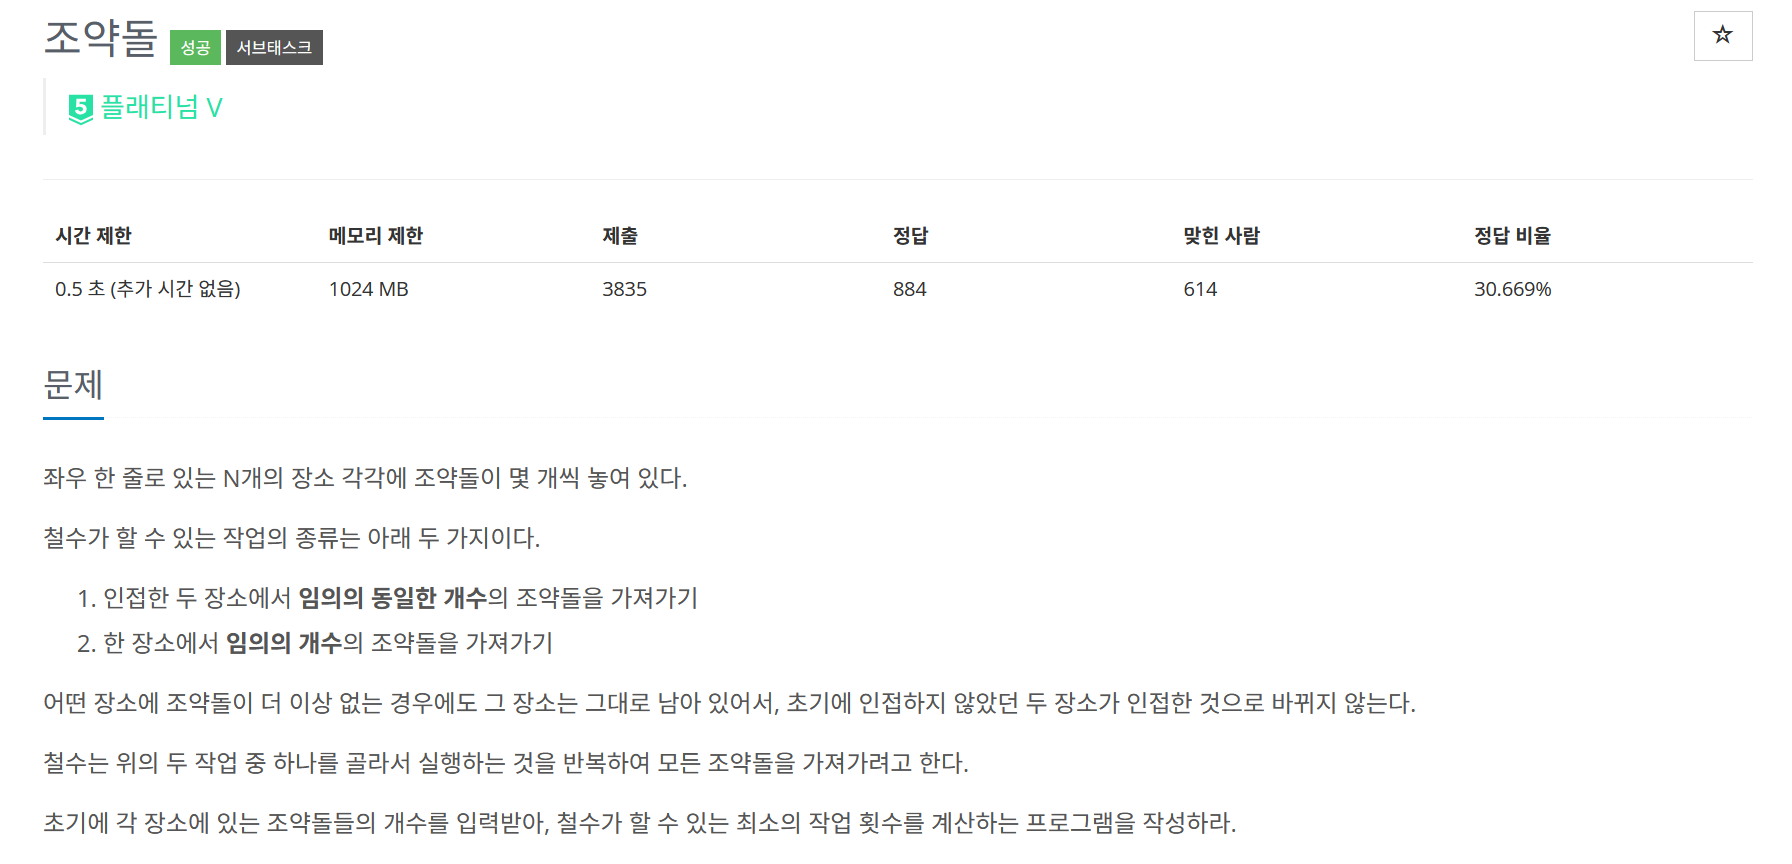 조약돌 성공 서브태스크
☆
5 플래티넘 V
시간 제한 메모리 제한 제출 정답 맞힌 사람 정답 비율
0.5 초 (추가 시간 없음) 1024 MB 3835 884 614 30.669%
문제
좌우 한 줄로 있는 N개의 장소 각각에 조약돌이 몇 개씩 놓여 있다.
철수가 할 수 있는 작업의 종류는 아래 두 가지이다.
1. 인접한 두 장소에서 임의의 동일한 개수의 조약돌을 가져가기
2. 한 장소에서 임의의 개수의 조약돌을 가져가기
어떤 장소에 조약돌이 더 이상 없는 경우에도 그 장소는 그대로 남아 있어서, 초기에 인접하지 않았던 두 장소가 인접한 것으로 바뀌지 않는다.
철수는 위의 두 작업 중 하나를 골라서 실행하는 것을 반복하여 모든 조약돌을 가져가려고 한다.
초기에 각 장소에 있는 조약돌들의 개수를 입력받아, 철수가 할 수 있는 최소의 작업 횟수를 계산하는 프로그램을 작성하라.